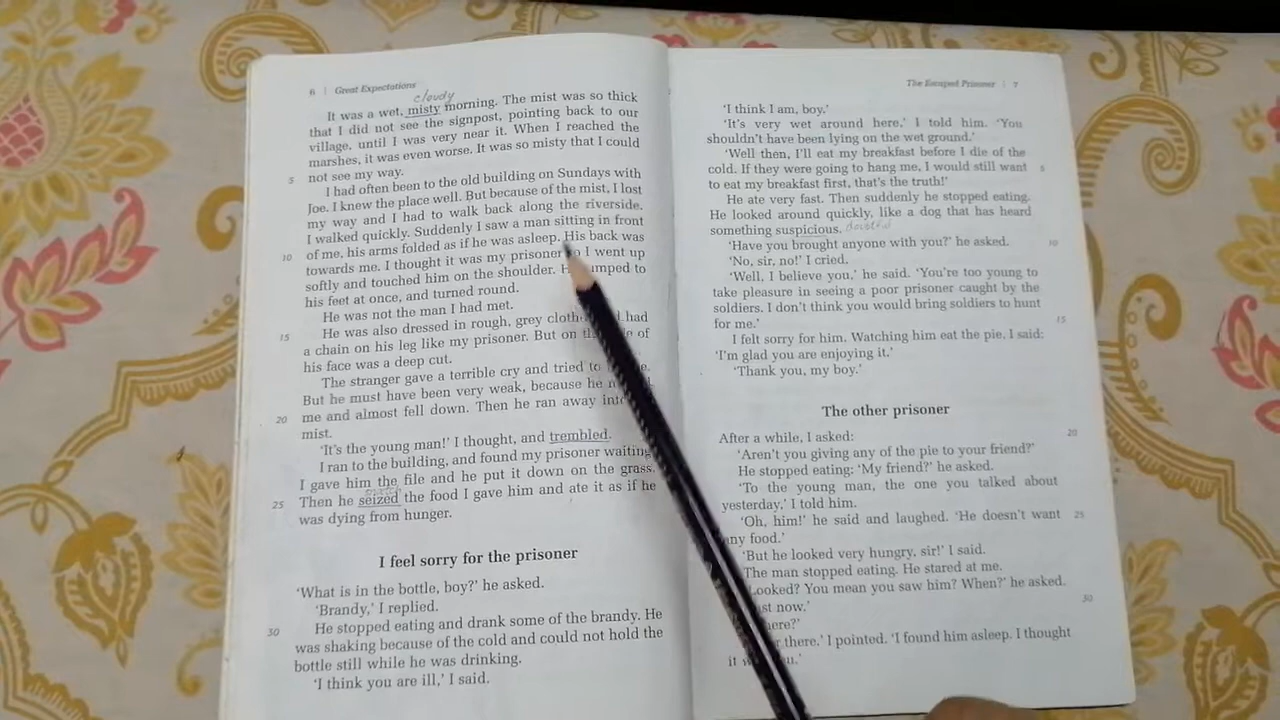 6 | Great Expectations
cloudy
It was a wet, misty morning. The mist was so thick
that I did not see the signpost, pointing back to our
village, until I was very near it. When I reached the
marshes, it was even worse. It was so misty that I could
5 not see my way.
I had often been to the old building on Sundays with
Joe. I knew the place well. But because of the mist, I lost
my way and I had to walk back along the riverside.
I walked quickly. Suddenly I saw a man sitting in front
10 of me, his arms folded as if he was asleep. His back was
towards me. I thought it was my prisoner I went up
softly and touched him on the shoulder. jumped to
his feet at once, and turned round.
He was not the man I had met.
15 He was also dressed in rough, grey had
a chain on his leg like my prisoner. But on of
his face was a deep cut.
The stranger gave a terrible cry and tried to
But he must have been very weak, because he
20 me and almost fell down. Then he ran away
mist.
'It's the young man!' I thought, and trembled.
I ran to the building, and found my prisoner waiting
I gave him the file and he put it down on the grass.
25 Then he seized the food I gave him and ate it as if he
was dying from hunger.
I feel sorry for the prisoner
'What is in the bottle, boy?' he asked.
'Brandy,' I replied.
30 He stopped eating and drank some of the brandy. He
was shaking because of the cold and could not hold the
bottle still while he was drinking.
'I think you are ill,' I said.
The Escaped Prisoner | 7
'I think I am, boy.'
'It's very wet around here,' I told him. 'You
shouldn't have been lying on the wet ground.'
'Well then, I'll eat my breakfast before I die of the
cold. If they were going to hang me, I would still want 5
to eat my breakfast first, that's the truth!'
He ate very fast. Then suddenly he stopped eating.
He looked around quickly, like a dog that has heard
something suspicious. doubtful
'Have you brought anyone with you?' he asked. 10
'No, sir, no!' I cried.
'Well, I believe you,' he said. 'You're too young to
take pleasure in seeing a poor prisoner caught by the
soldiers. I don't think you would bring soldiers to hunt
for me.' 15
I felt sorry for him. Watching him eat the pie, I said:
'I'm glad you are enjoying it.'
'Thank you, my boy.'
The other prisoner
After a while, I asked: 20
'Aren't you giving any of the pie to your friend?'
He stopped eating: 'My friend?' he asked.
'To the young man, the one you talked about
yesterday,' I told him.
'Oh, him!' he said and laughed. 'He doesn't want 25
any food.'
'But he looked very hungry, sir!' I said.
The man stopped eating. He stared at me.
'Looked? You mean you saw him? When?' he asked.
now.' 30
there,' I pointed. 'I found him asleep. I thought
it